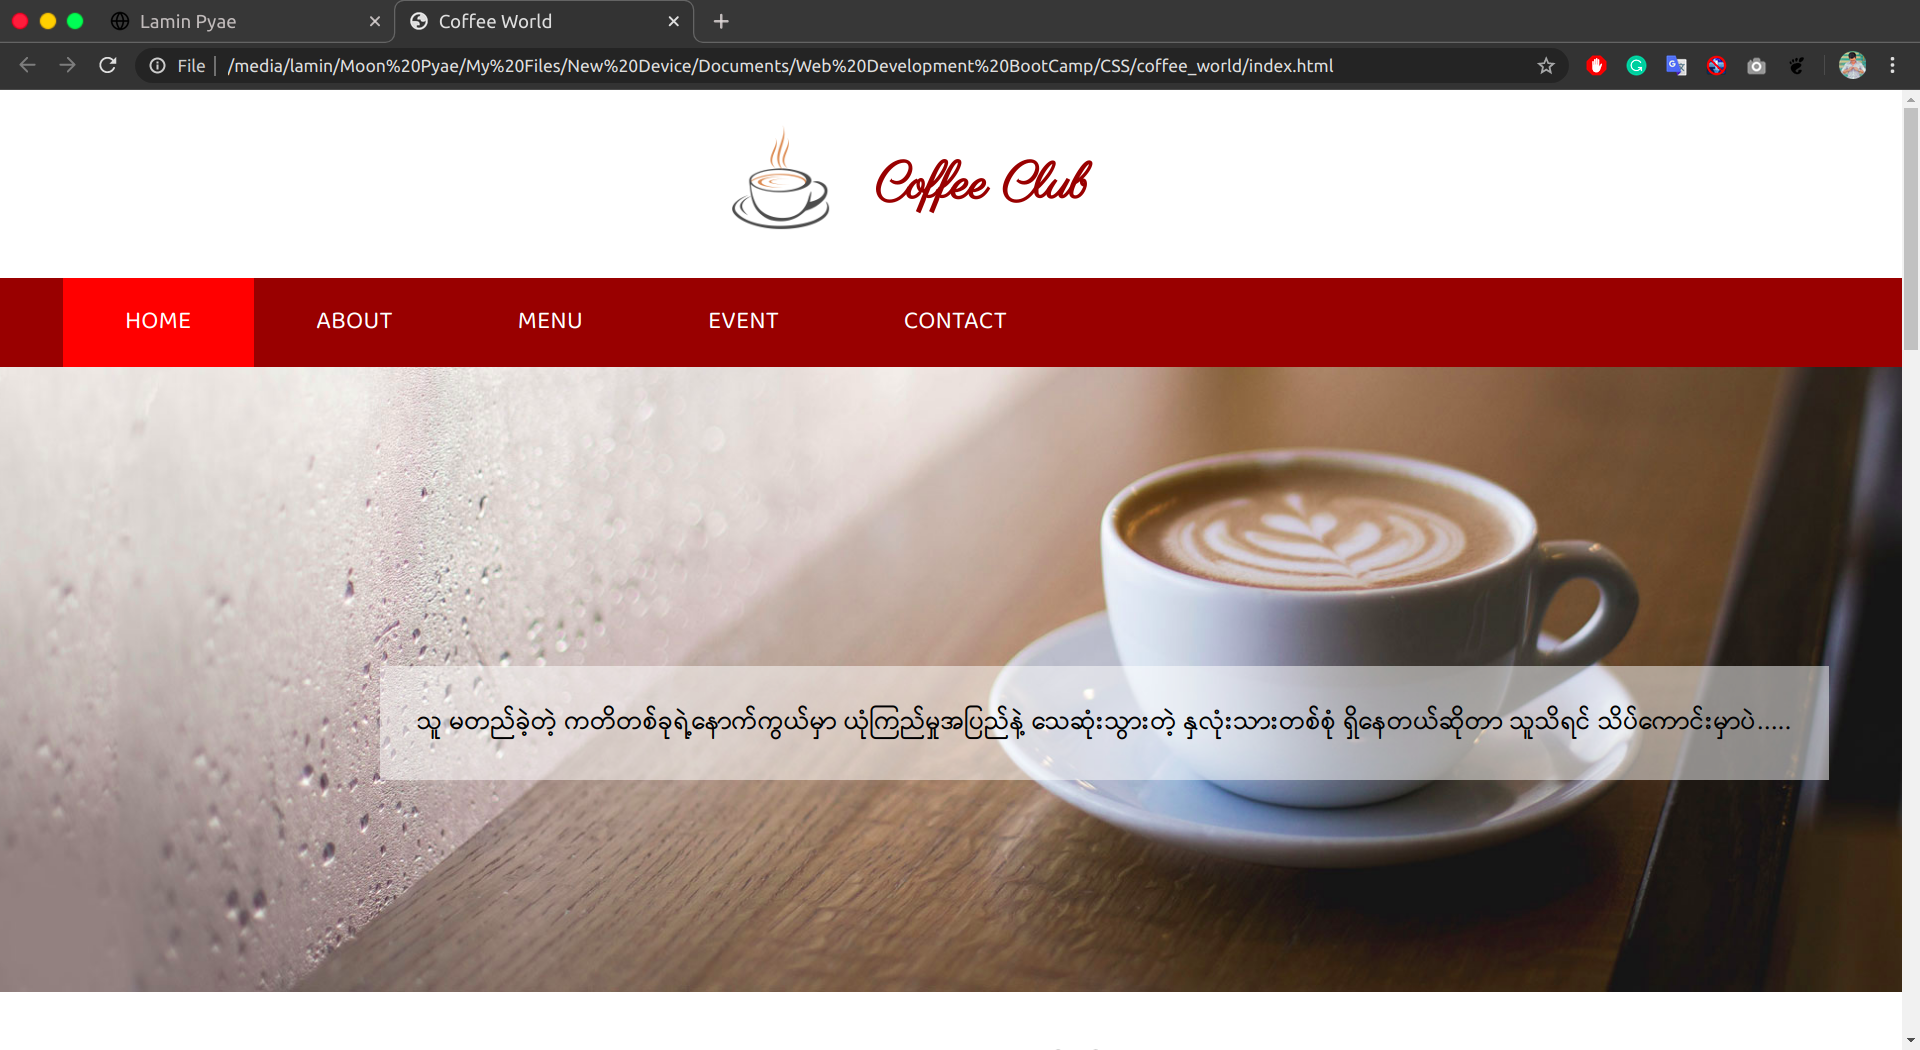 Lamin Pyae
Coffee World
File
/media/lamin/Moon%20Pyae/My%20Files/New%20Device/Documents/Web%20Development%20BootCamp/CSS/coffee_world/index.html
Coffee Club
HOME ABOUT MENU EVENT CONTACT
သူ မတည်ခဲ့တဲ့ ကတိတစ်ခုရဲ့နောက်ကွယ်မှာ ယုံကြည်မှုအပြည်နဲ့ သေဆုံးသွားတဲ့ နှလုံးသားတစ်စုံ ရှိနေတယ်ဆိုတာ သူသိရင် သိပ်ကောင်းမှာပဲ.....